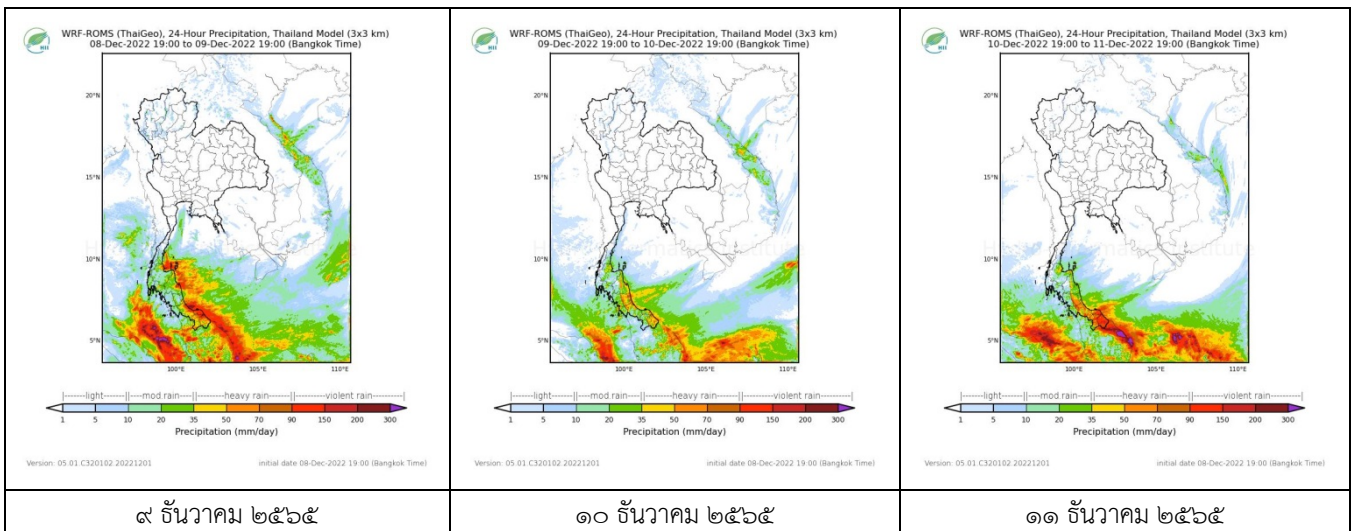 HII
WRF-ROMS (ThaiGeo), 24-Hour Precipitation, Thailand Model (3x3 km)
08-Dec-2022 19:00 to 09-Dec-2022 19:00 (Bangkok Time)
20°N
15°N
10°N
5°N
100°E 105°E 110°E
|------light------||---mod rain---||------heavy rain------||------violent rain------|
1 5 10 20 35 50 70 90 150 200 300
Precipitation (mm/day)
Version: 05.01.C320102.20221201 initial date 08-Dec-2022 19:00 (Bangkok Time)
๙ ธันวาคม ๒๕๖๕
HII
WRF-ROMS (ThaiGeo), 24-Hour Precipitation, Thailand Model (3x3 km)
09-Dec-2022 19:00 to 10-Dec-2022 19:00 (Bangkok Time)
20°N
15°N
10°N
5°N
100°E 105°E 110°E
|------light------||---mod rain---||------heavy rain------||------violent rain------|
1 5 10 20 35 50 70 90 150 200 300
Precipitation (mm/day)
Version: 05.01.C320102.20221201 initial date 08-Dec-2022 19:00 (Bangkok Time)
๑๐ ธันวาคม ๒๕๖๕
HII
WRF-ROMS (ThaiGeo), 24-Hour Precipitation, Thailand Model (3x3 km)
10-Dec-2022 19:00 to 11-Dec-2022 19:00 (Bangkok Time)
20°N
15°N
10°N
5°N
100°E 105°E 110°E
|------light------||---mod rain---||------heavy rain------||------violent rain------|
1 5 10 20 35 50 70 90 150 200 300
Precipitation (mm/day)
Version: 05.01.C320102.20221201 initial date 08-Dec-2022 19:00 (Bangkok Time)
๑๑ ธันวาคม ๒๕๖๕